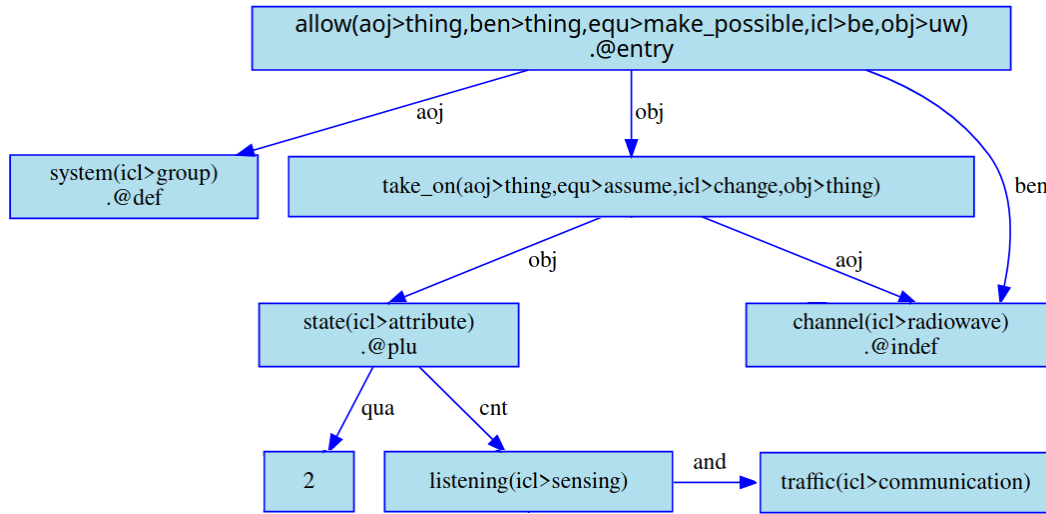 allow(aoj>thing,ben>thing,equ>make_possible,icl>be,obj>uw)
.@entry
aoj
obj
ben
system(icl>group)
.@def
take_on(aoj>thing,equ>assume,icl>change,obj>thing)
obj
aoj
state(icl>attribute)
.@plu
channel(icl>radiowave)
.@indef
qua
cnt
2
listening(icl>sensing)
and
traffic(icl>communication)